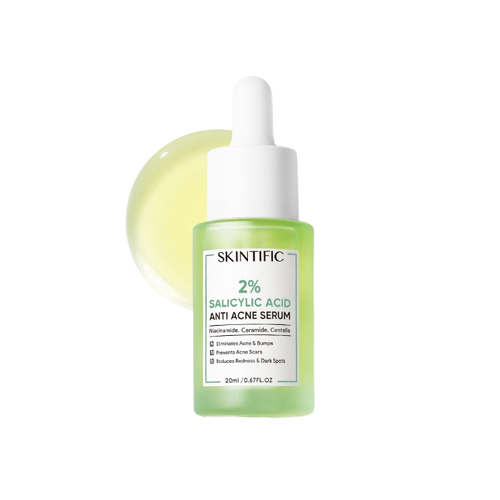 SKINTIFIC
2%
SALICYLIC ACID
ANTI ACNE SERUM
Niacinamide, Ceramide, Centella
Eliminates Acne & Bumps
Prevents Acne Scars
Reduces Redness & Dark Spots
20ml / 0.67FL.OZ